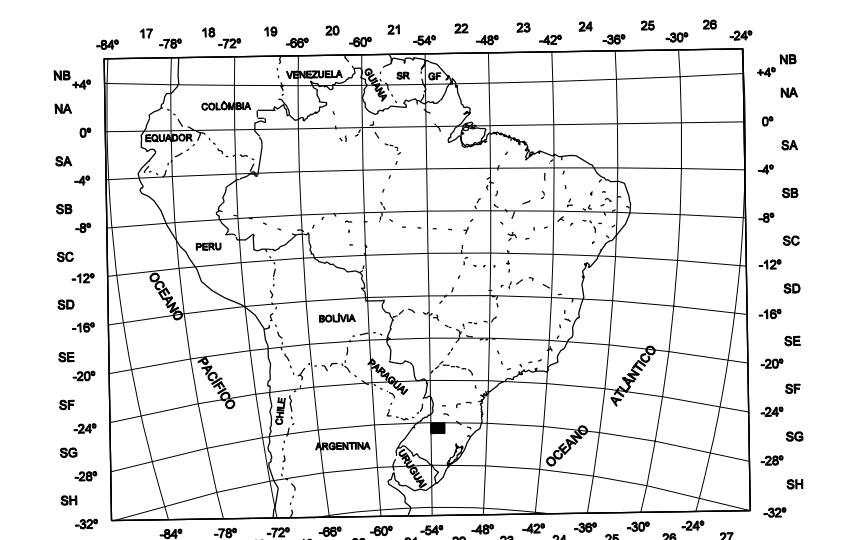 17 18 19 20 21 22 23 24 25 26
-84° -78° -72° -66° -60° -54° -48° -42° -36° -30° -24°
NB +4° VENEZUELA GUIANA SR GF +4° NB
NA COLÔMBIA NA
0° EQUADOR 0°
SA SA
-4° -4°
SB SB
-8° -8°
SC PERU SC
-12° -12°
SD OCEANO SD
-16° BOLÍVIA -16°
SE SE
-20° PACÍFICO PARAGUAI ATLÂNTICO -20°
SF CHILE SF
-24° -24°
SG ARGENTINA URUGUAI OCEANO SG
-28° -28°
SH SH
-32° -32°
-84° -78° -72° -66° -60° -54° -48° -42° -36° -30° -24°
22 23 24 25 26 27